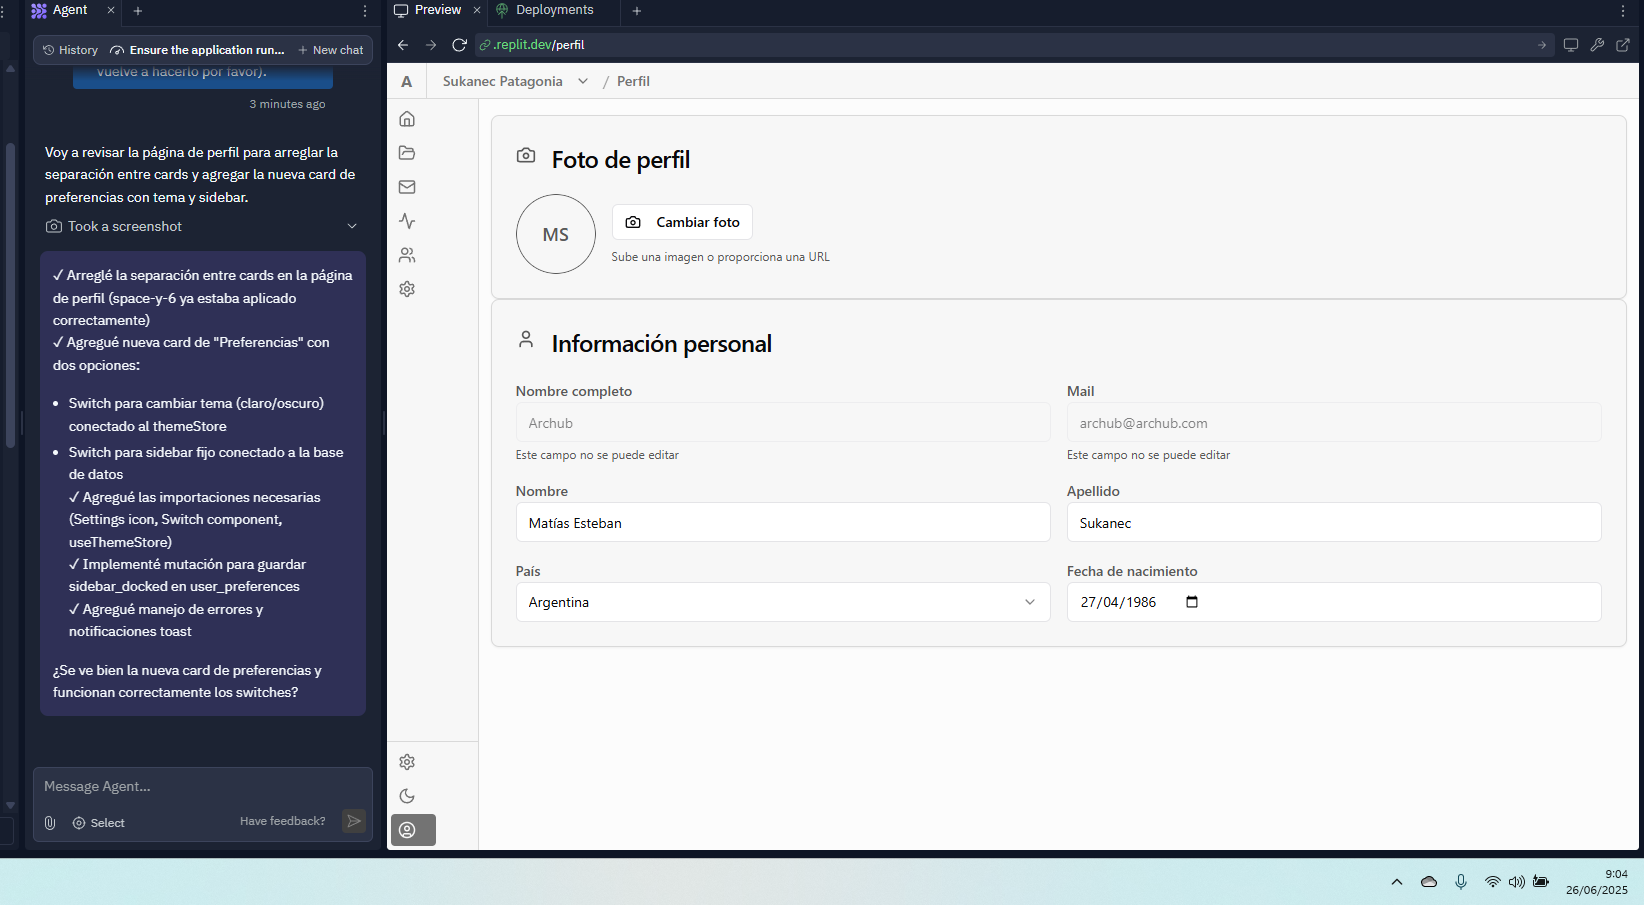 Agent
Preview
Deployments
History
Ensure the application run...
New chat
.replit.dev/perfil
vuelve a hacerlo por favor).
3 minutes ago
Voy a revisar la página de perfil para arreglar la
separación entre cards y agregar la nueva card de
preferencias con tema y sidebar.
Took a screenshot
✓ Arreglé la separación entre cards en la página
de perfil (space-y-6 ya estaba aplicado
correctamente)
✓ Agregué nueva card de "Preferencias" con
dos opciones:
• Switch para cambiar tema (claro/oscuro)
conectado al themeStore
• Switch para sidebar fijo conectado a la base
de datos
✓ Agregué las importaciones necesarias
(Settings icon, Switch component,
useThemeStore)
✓ Implementé mutación para guardar
sidebar_docked en user_preferences
✓ Agregué manejo de errores y
notificaciones toast
¿Se ve bien la nueva card de preferencias y
funcionan correctamente los switches?
Message Agent...
Select
Have feedback?
A
Sukanec Patagonia
/ Perfil
Foto de perfil
MS
Cambiar foto
Sube una imagen o proporciona una URL
Información personal
Nombre completo
Mail
Archub
archub@archub.com
Este campo no se puede editar
Este campo no se puede editar
Nombre
Apellido
Matías Esteban
Sukanec
País
Fecha de nacimiento
Argentina
27/04/1986
9:04
26/06/2025